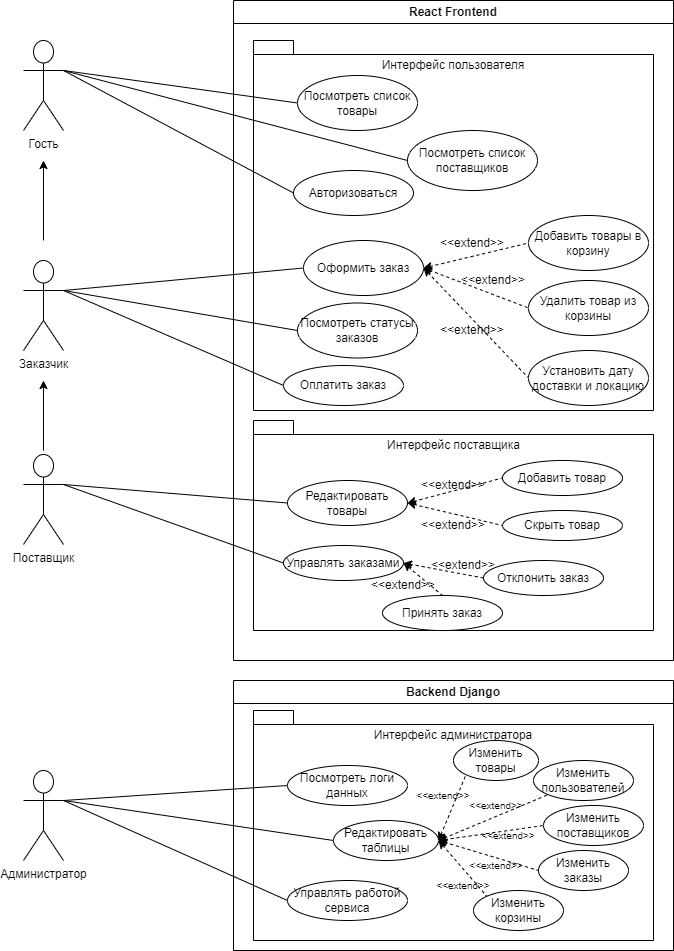 React Frontend
Интерфейс пользователя
Посмотреть список
товары
Посмотреть список
поставщиков
Гость
Авторизоваться
Добавить товары в
корзину
<<extend>>
Оформить заказ
<<extend>>
Удалить товар из
корзины
Посмотреть статусы
заказов
<<extend>>
Заказчик
Установить дату
доставки и локацию
Оплатить заказ
Интерфейс поставщика
Добавить товар
<<extend>>
Редактировать
товары
<<extend>>
Скрыть товар
Поставщик
Управлять заказами
<<extend>>
Отклонить заказ
<<extend>>
Принять заказ
Backend Django
Интерфейс администратора
Изменить
товары
Посмотреть логи
данных
Изменить
пользователей
<<extend>>
<<extend>>
Изменить
поставщиков
Редактировать
таблицы
<<extend>>
Изменить
заказы
<<extend>>
<<extend>>
Администратор
Управлять работой
сервиса
Изменить
корзины